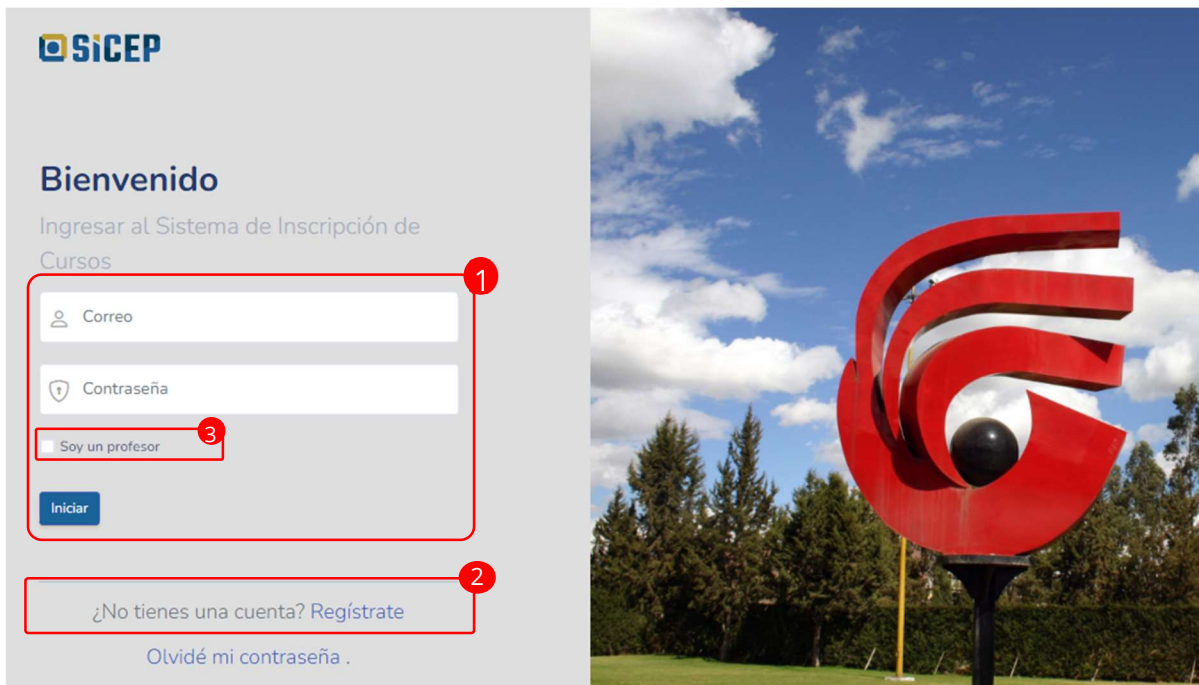 SiCEP
Bienvenido
Ingresar al Sistema de Inscripción de
Cursos
1
Correo
Contraseña
3
Soy un profesor
Iniciar
2
¿No tienes una cuenta? Regístrate
Olvidé mi contraseña .